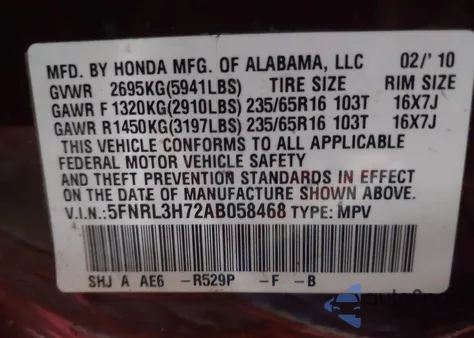 MFD. BY HONDA MFG. OF ALABAMA, LLC 02/' 10
GVWR 2695KG(5941LBS) TIRE SIZE RIM SIZE
GAWR F 1320KG(2910LBS) 235/65R16 103T 16X7J
GAWR R1450KG(3197LBS) 235/65R16 103T 16X7J
THIS VEHICLE CONFORMS TO ALL APPLICABLE
FEDERAL MOTOR VEHICLE SAFETY
AND THEFT PREVENTION STANDARDS IN EFFECT
ON THE DATE OF MANUFACTURE SHOWN ABOVE.
V.I.N.:5FNRL3H72AB058468 TYPE: MPV
SHJ A AE6 -R529P -F -B